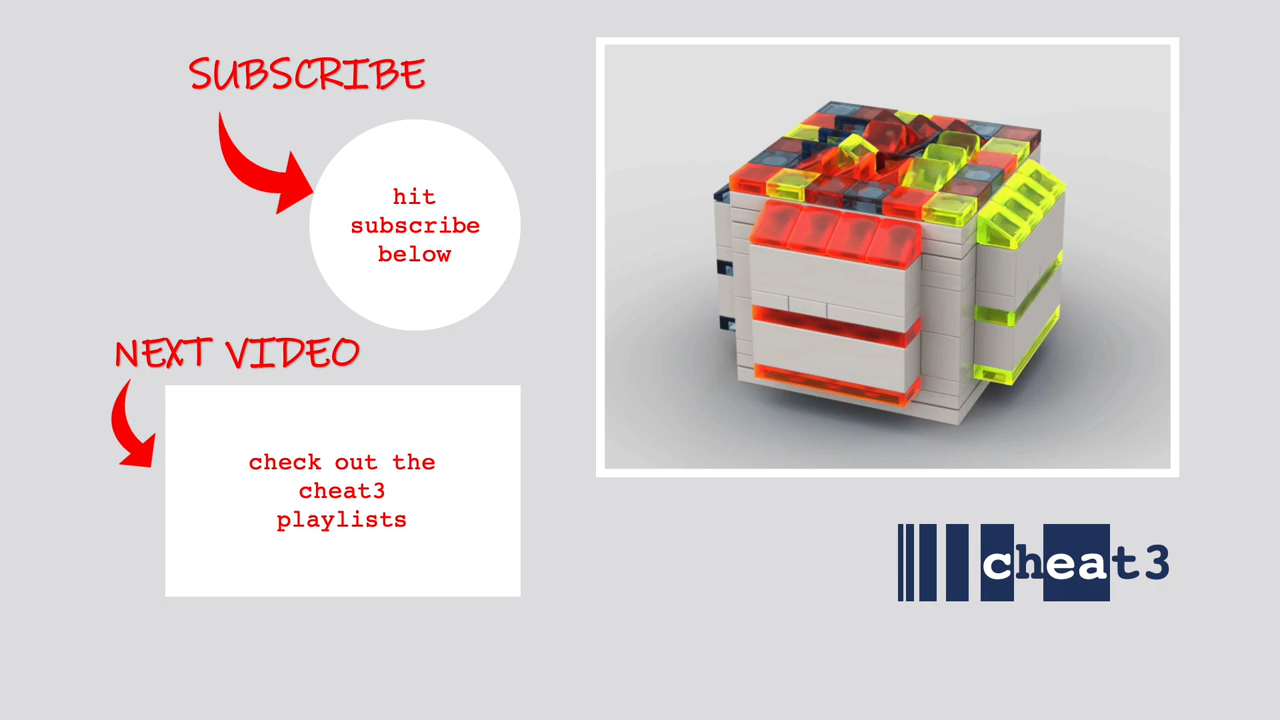 SUBSCRIBE
hit
subscribe
below
NEXT VIDEO
check out the
cheat3
playlists
cheat3